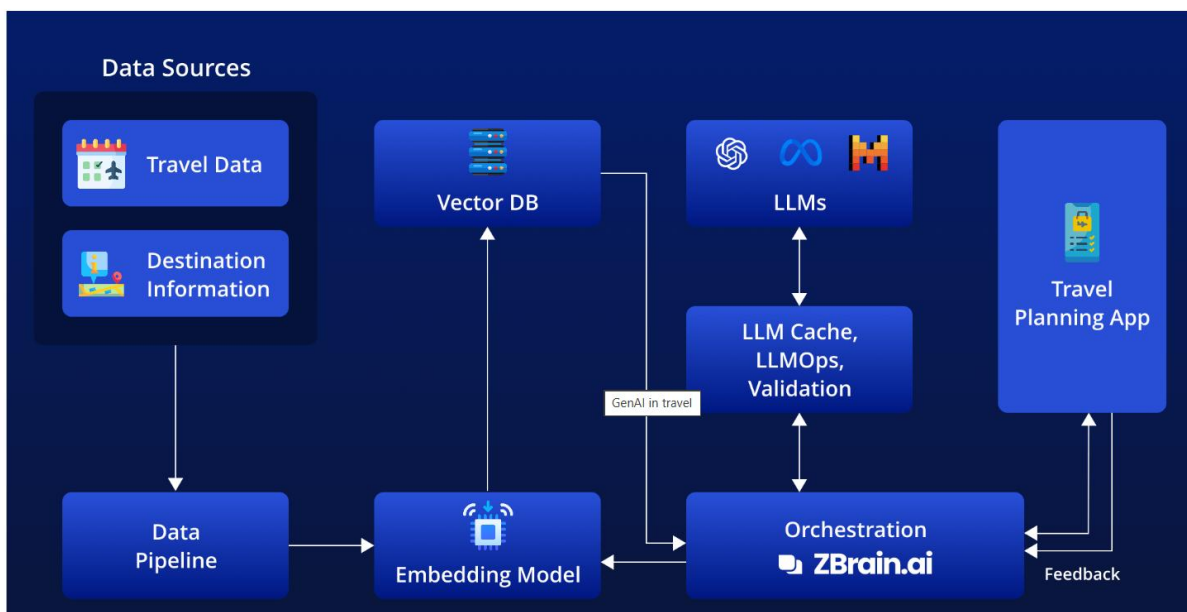 Data Sources
Travel Data
Destination
Information
Vector DB
LLMs
Travel
Planning App
LLM Cache,
LLMOps,
Validation
GenAI in travel
Data
Pipeline
Embedding Model
Orchestration
ZBrain.ai
Feedback